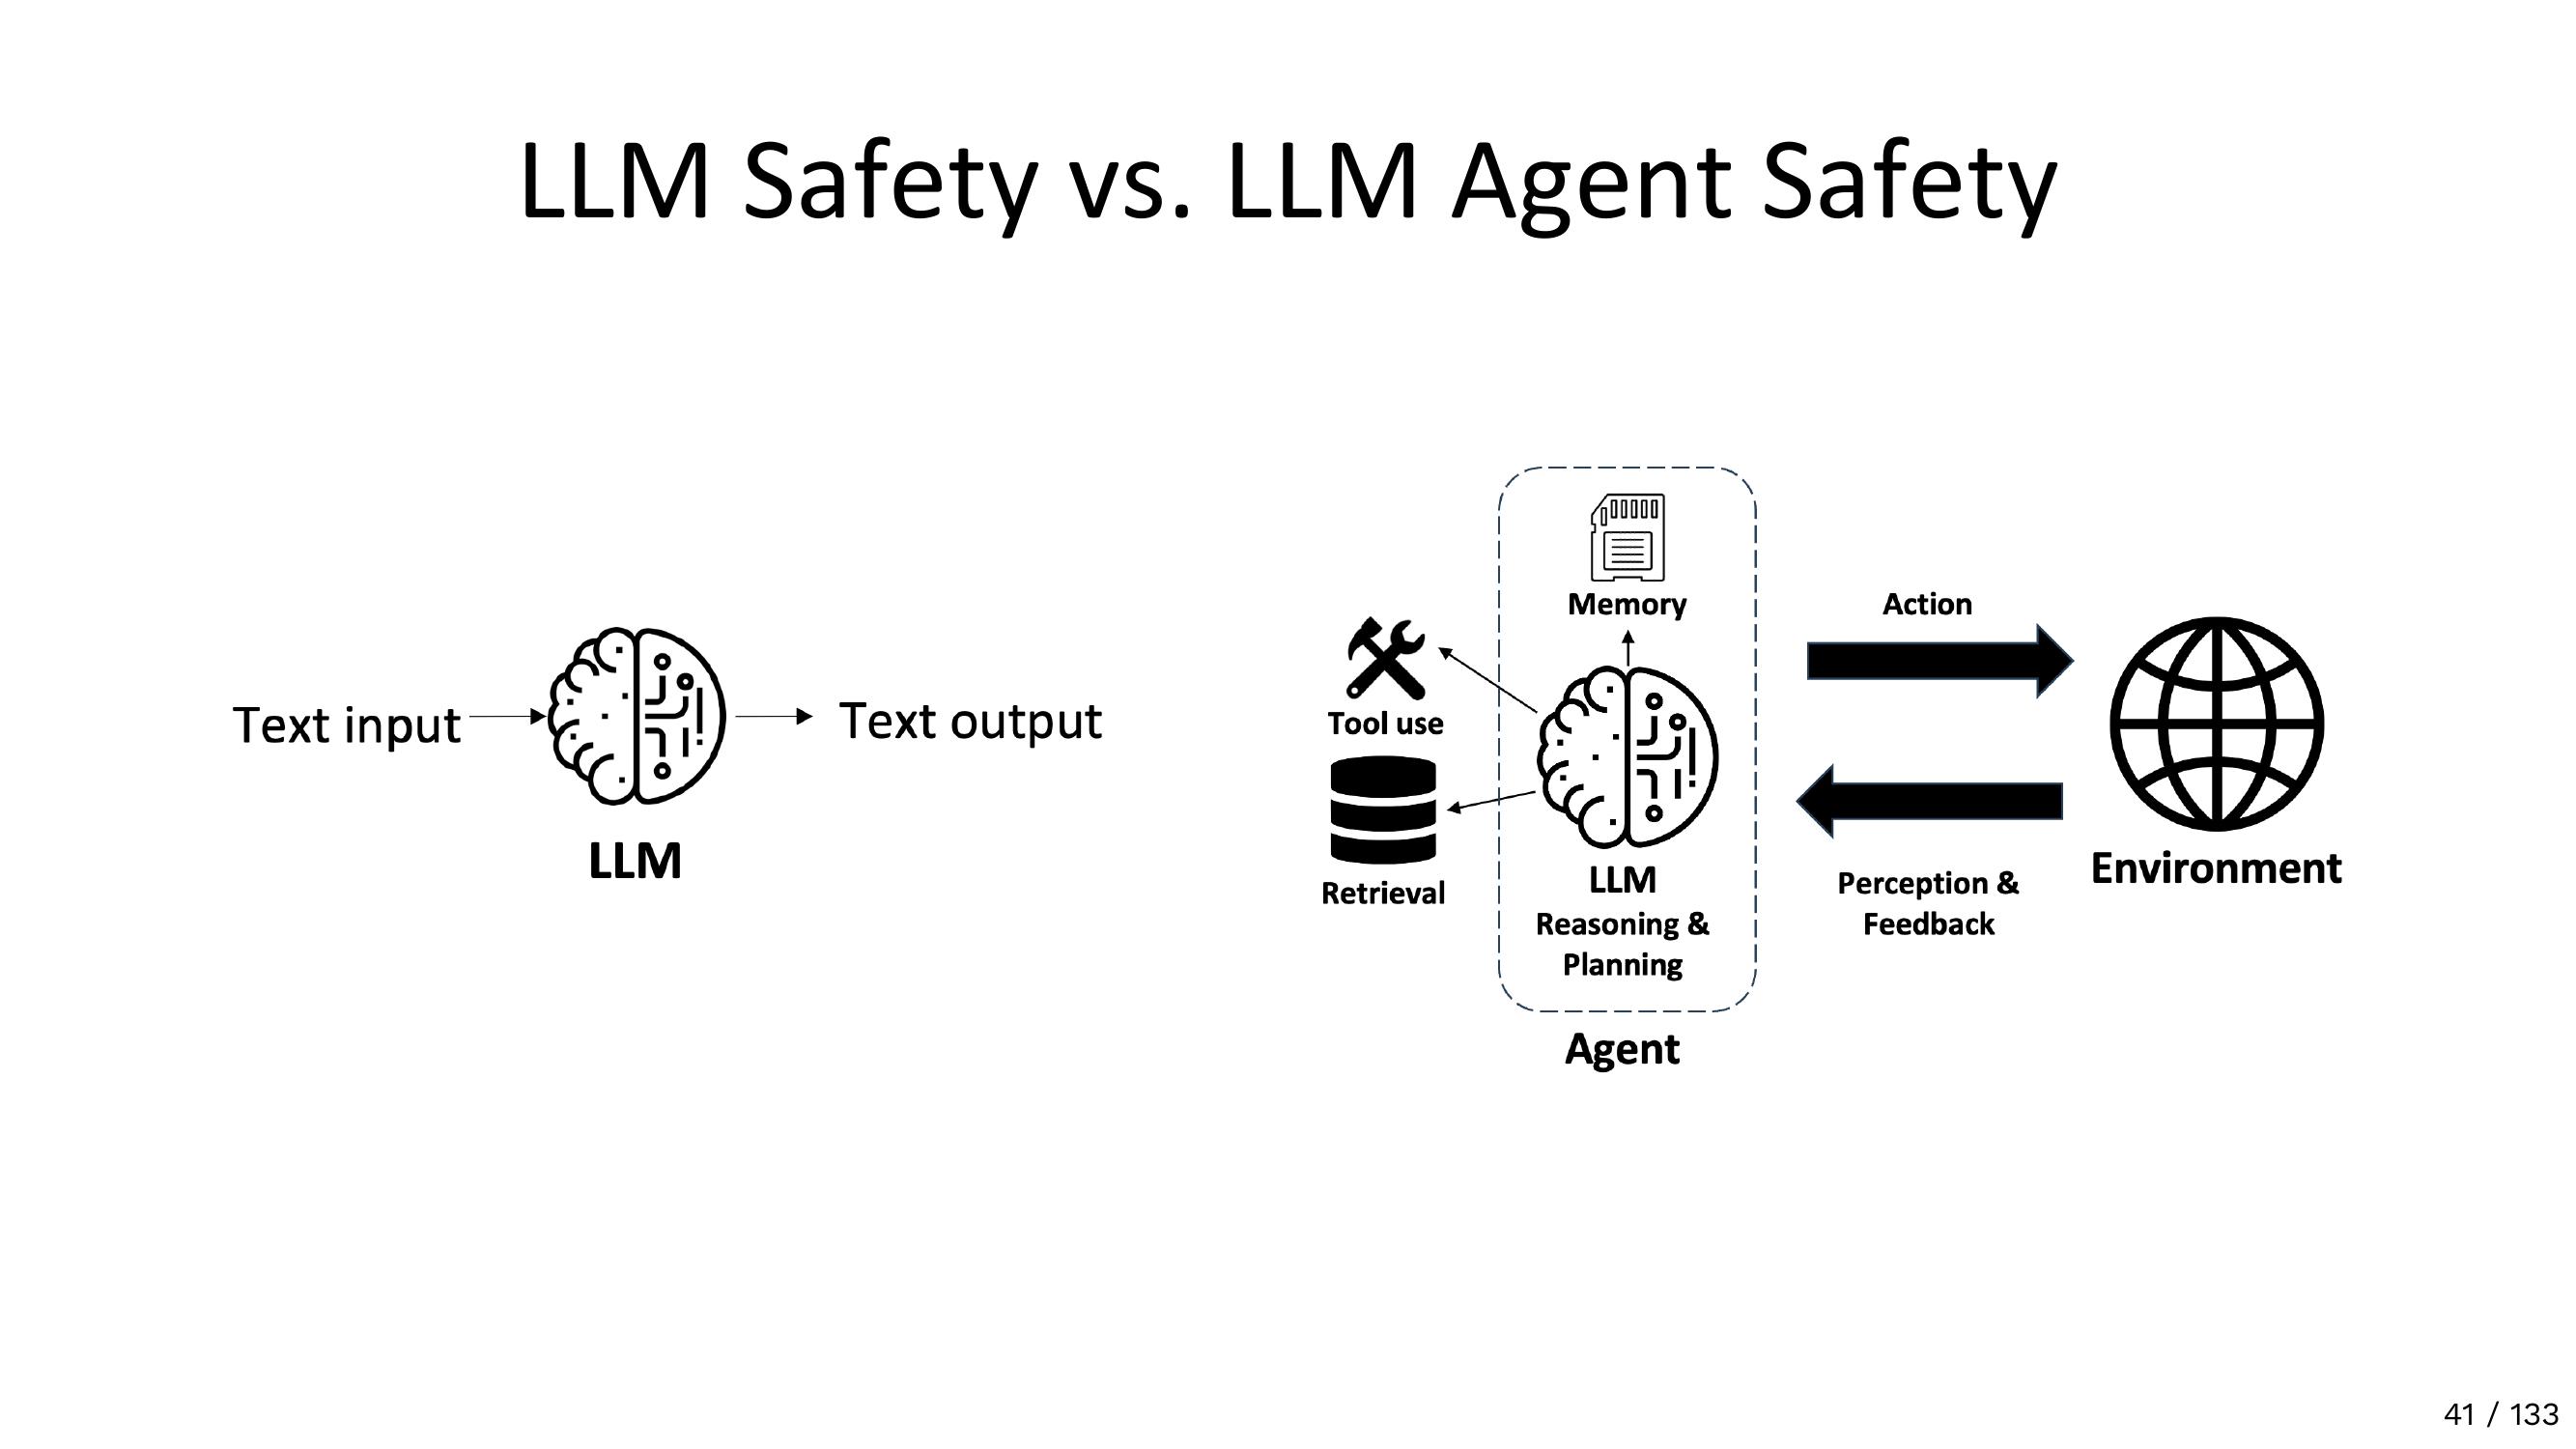 LLM Safety vs. LLM Agent Safety
Text input
Text output
LLM
Memory
Tool use
Retrieval
LLM
Reasoning &
Planning
Agent
Action
Perception &
Feedback
Environment
41 / 133